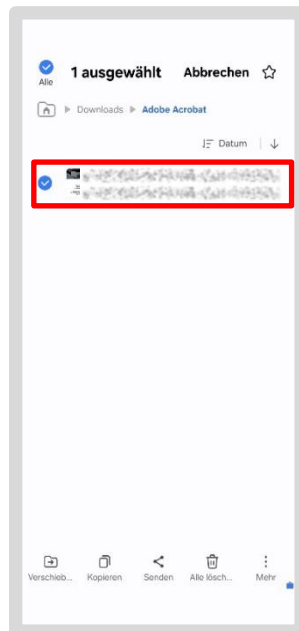 1 ausgewählt Abbrechen
Alle
Downloads Adobe Acrobat
Datum
Verschieb... Kopieren Senden Alle lösch... Mehr